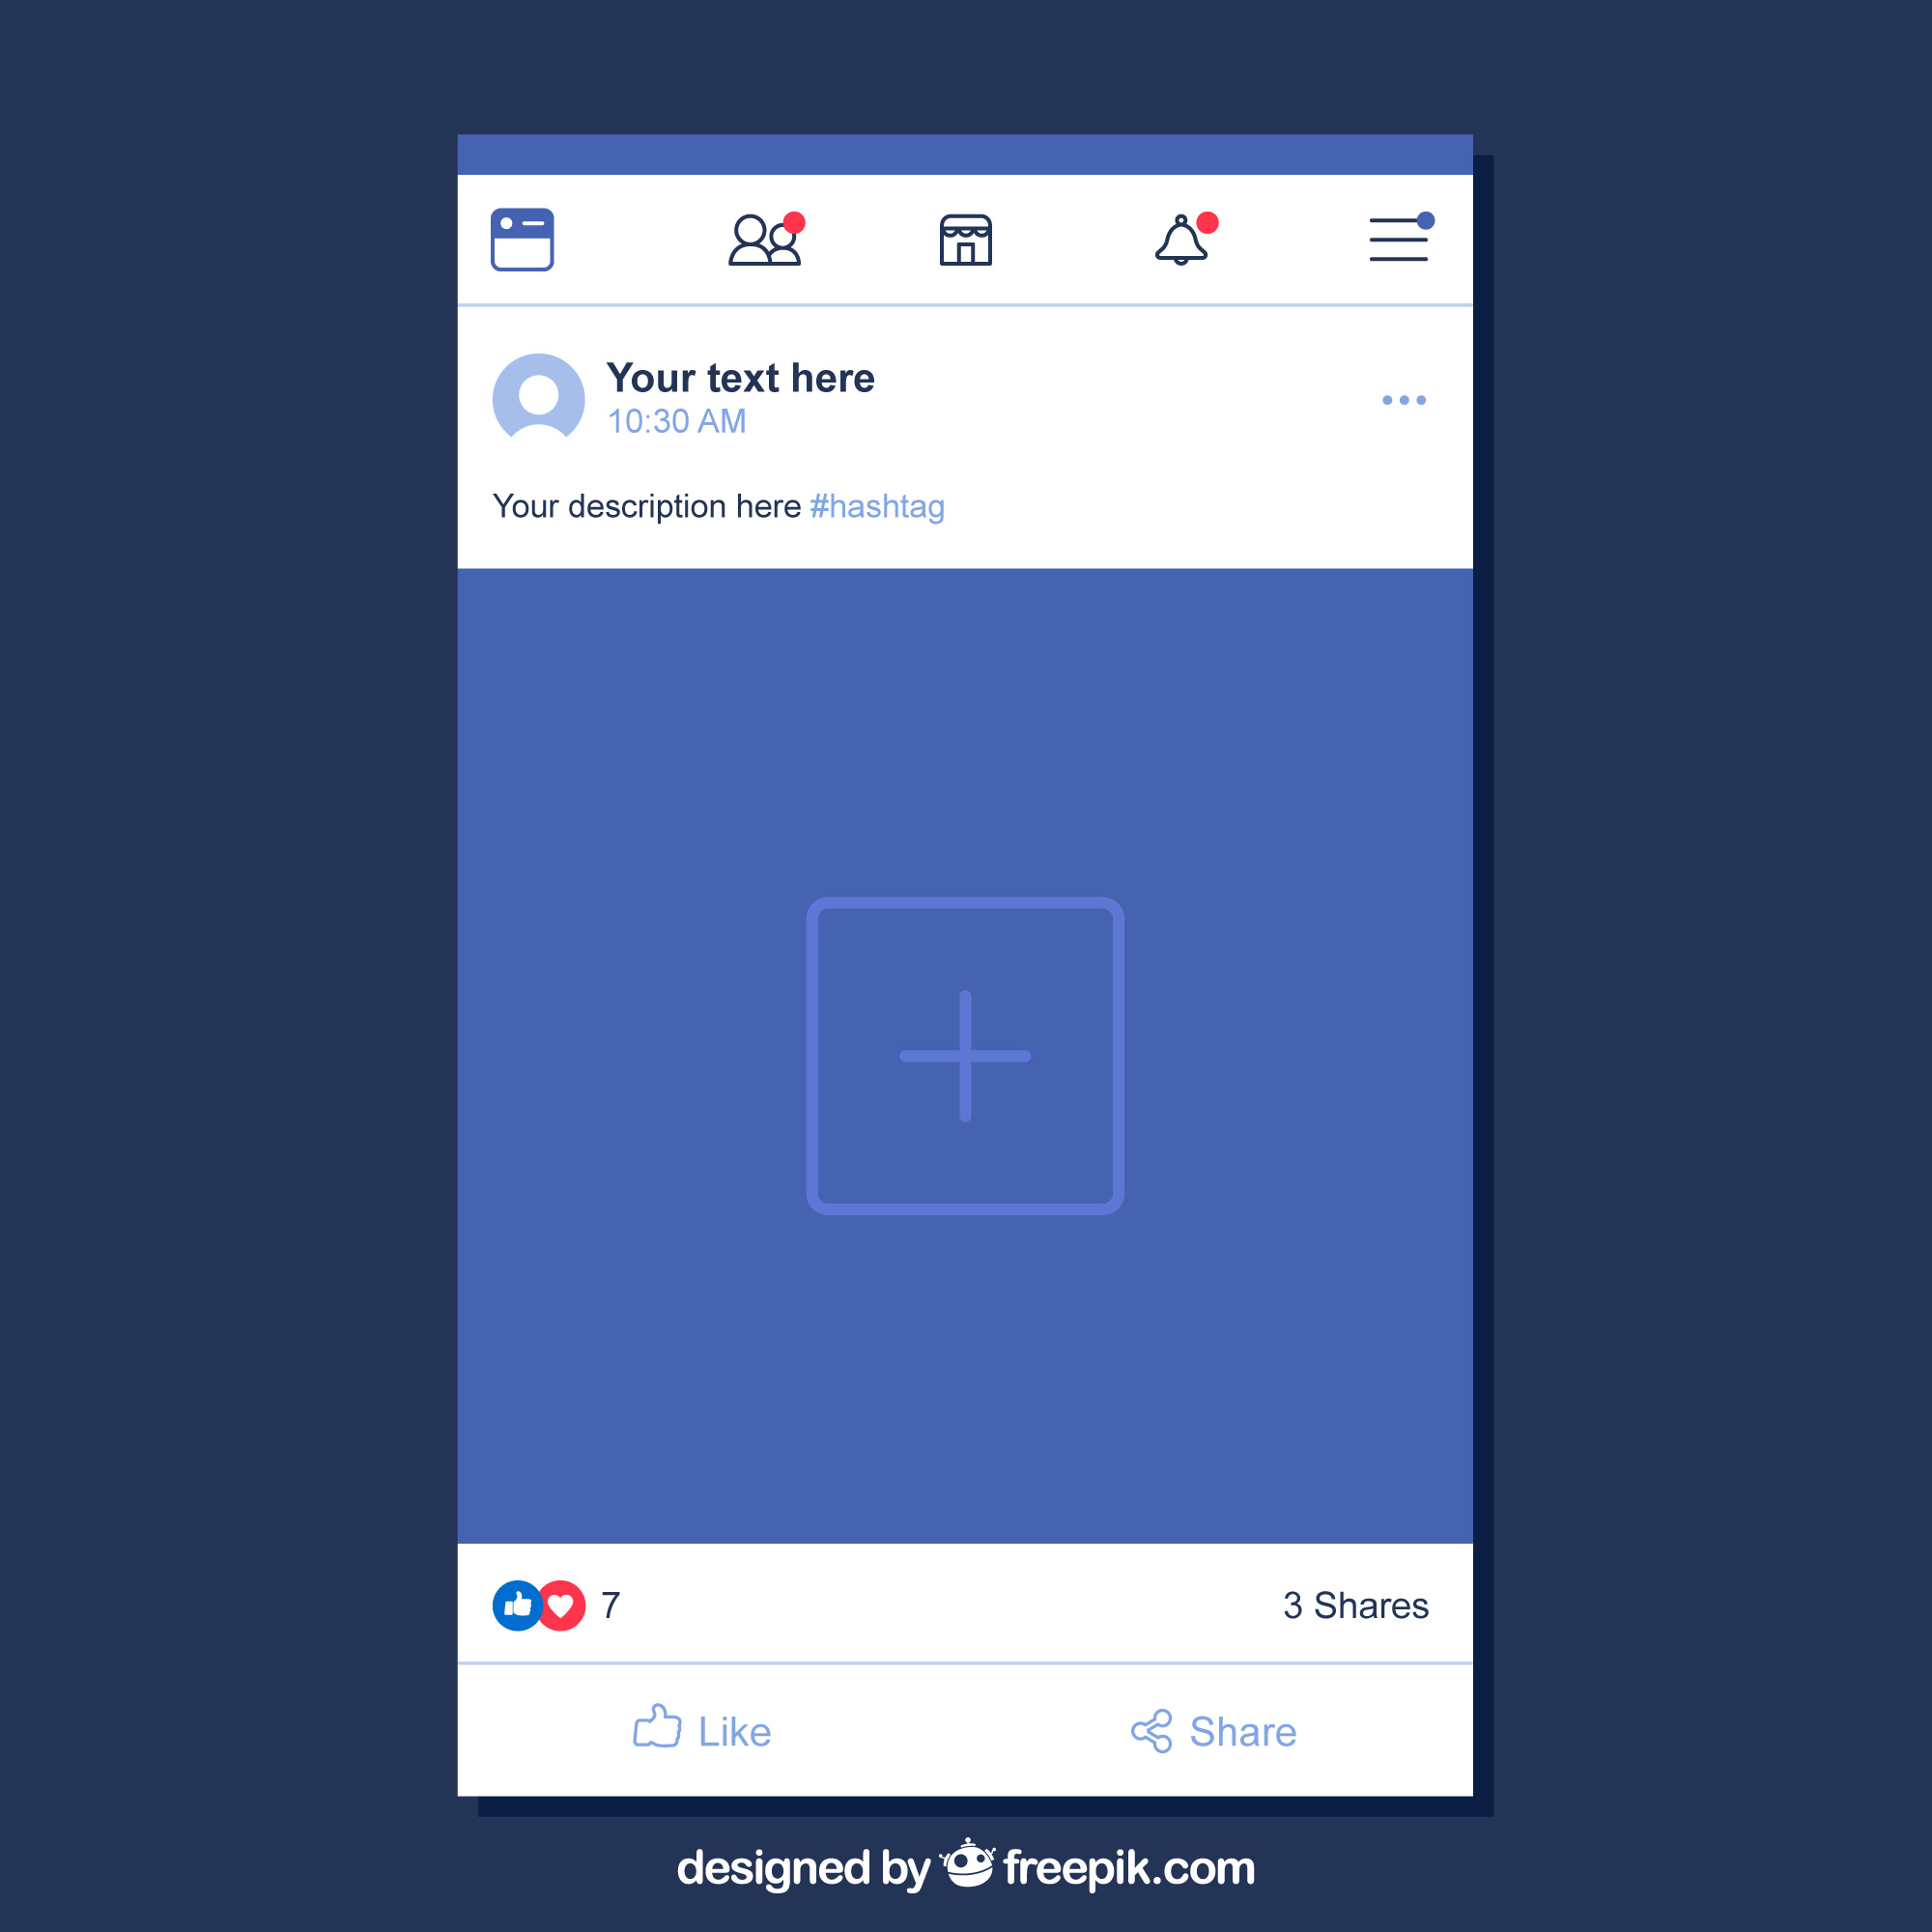 Your text here
10:30 AM
Your description here #hashtag
7
3 Shares
Like
Share
designed by freepik.com